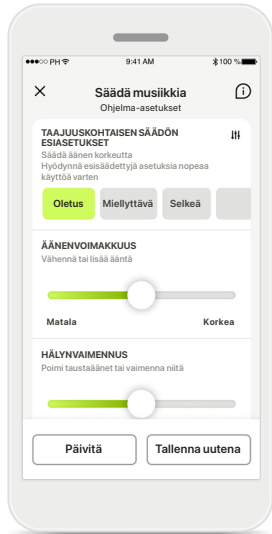 PH 9:41 AM 100 %
Säädä musiikkia
Ohjelma-asetukset
TAAJUUSKOHTAISEN SÄÄDÖN
ESIASETUKSET
Säädä äänen korkeutta
Hyödynnä esisäädettyjä asetuksia nopeaa
käyttöä varten
Oletus Miellyttävä Selkeä
ÄÄNENVOIMAKKUUS
Vähennä tai lisää ääntä
Matala Korkea
HÄLYNVAIMENNUS
Poimi taustaäänet tai vaimenna niitä
Päivitä Tallenna uutena